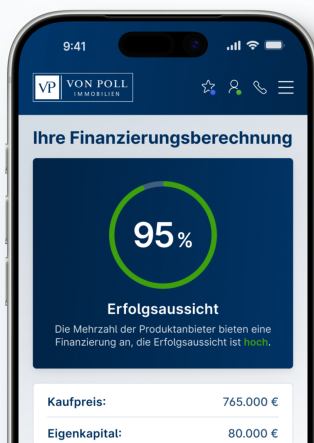 9:41
VP VON POLL
IMMOBILIEN
Ihre Finanzierungsberechnung
95%
Erfolgsaussicht
Die Mehrzahl der Produktanbieter bieten eine
Finanzierung an, die Erfolgsaussicht ist hoch.
Kaufpreis: 765.000 €
Eigenkapital: 80.000 €